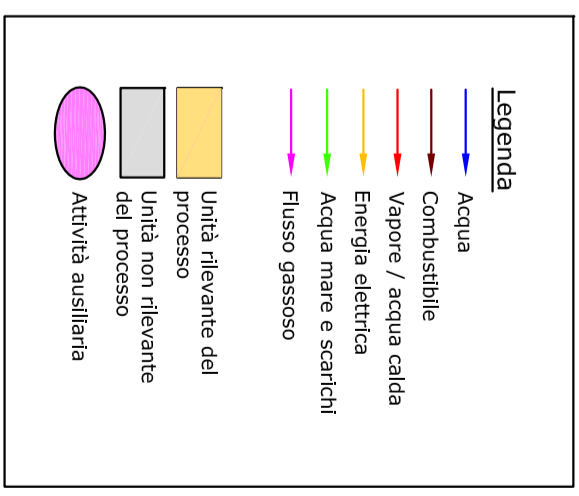 Legenda
Acqua
Combustibile
Vapore / acqua calda
Energia elettrica
Acqua mare e scarichi
Flusso gassoso
Unità rilevante del
processo
Unità non rilevante
del processo
Attività ausiliaria